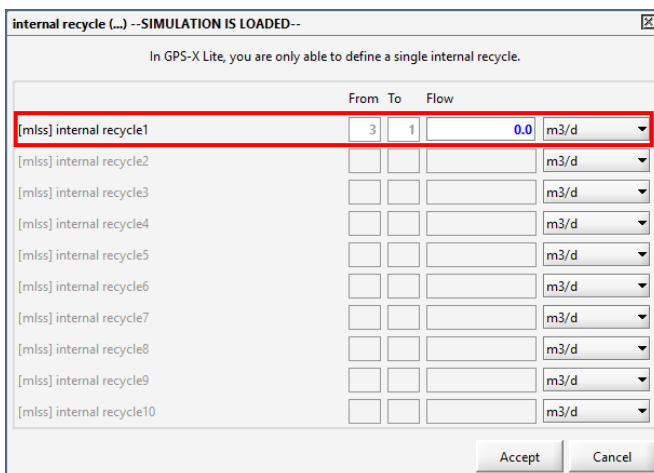 internal recycle (...) --SIMULATION IS LOADED--
In GPS-X Lite, you are only able to define a single internal recycle.
From To Flow
[mlss] internal recycle1 3 1 0.0 m3/d
[mlss] internal recycle2 m3/d
[mlss] internal recycle3 m3/d
[mlss] internal recycle4 m3/d
[mlss] internal recycle5 m3/d
[mlss] internal recycle6 m3/d
[mlss] internal recycle7 m3/d
[mlss] internal recycle8 m3/d
[mlss] internal recycle9 m3/d
[mlss] internal recycle10 m3/d
Accept Cancel